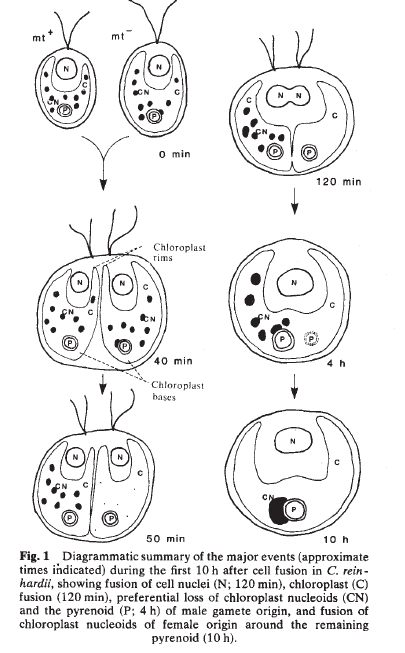 mt+ mt−
N N
C C
CN CN
P P
0 min
N N
C C
CN
P P
120 min
Chloroplast
rims
N N
C C
CN CN
P P
40 min
Chloroplast
bases
N
C C
CN
P P
4 h
N N
C C
CN
P P
50 min
N
C
CN
P
10 h
Fig. 1 Diagrammatic summary of the major events (approximate
times indicated) during the first 10 h after cell fusion in C. rein-
hardii, showing fusion of cell nuclei (N; 120 min), chloroplast (C)
fusion (120 min), preferential loss of chloroplast nucleoids (CN)
and the pyrenoid (P; 4 h) of male gamete origin, and fusion of
chloroplast nucleoids of female origin around the remaining
pyrenoid (10 h).